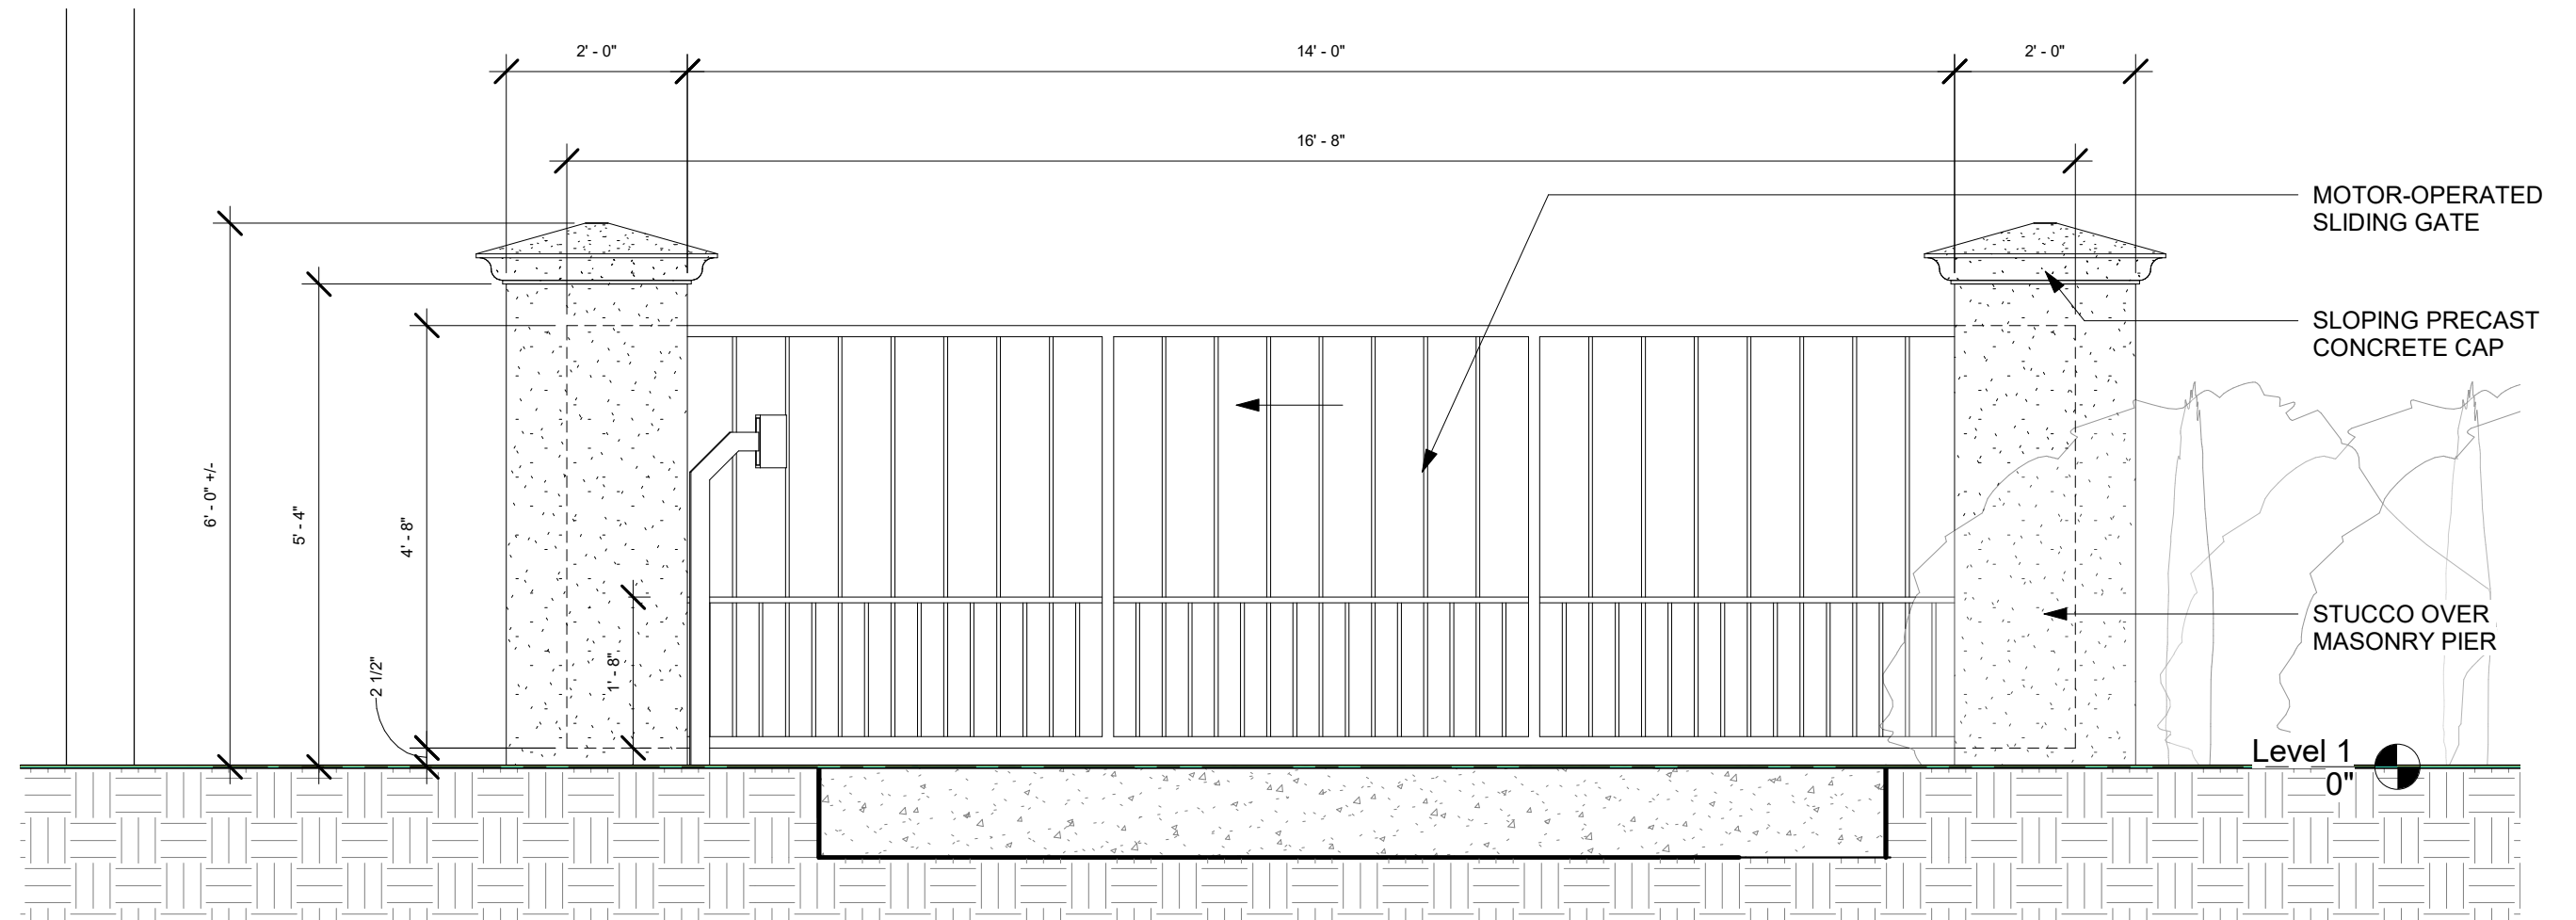 2' - 0"
14' - 0"
2' - 0"
16' - 8"
MOTOR-OPERATED
SLIDING GATE
SLOPING PRECAST
CONCRETE CAP
6' - 0" +/-
5' - 4"
4' - 8"
2 1/2"
1' - 8"
STUCCO OVER
MASONRY PIER
Level 1
0"